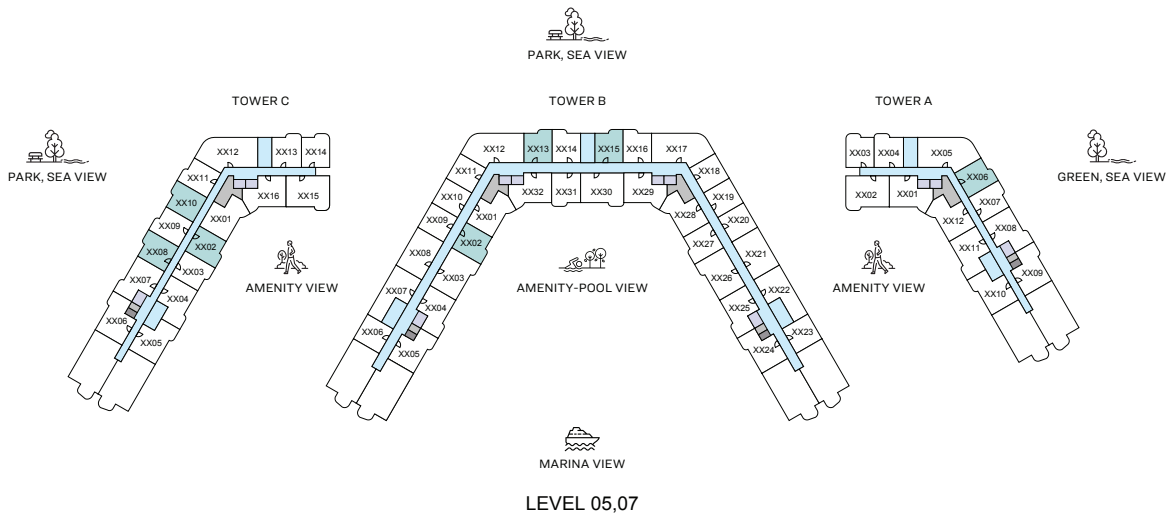 PARK, SEA VIEW
TOWER C
TOWER B
TOWER A
PARK, SEA VIEW
GREEN, SEA VIEW
XX12
XX13
XX14
XX11
XX10
XX09
XX08
XX07
XX06
XX01
XX16
XX15
XX02
XX03
XX04
XX05
AMENITY VIEW
XX12
XX13
XX14
XX15
XX16
XX17
XX11
XX10
XX09
XX08
XX07
XX06
XX01
XX02
XX03
XX04
XX05
XX32
XX31
XX30
XX29
XX28
XX27
XX26
XX25
XX24
XX18
XX19
XX20
XX21
XX22
XX23
AMENITY-POOL VIEW
AMENITY VIEW
XX03
XX04
XX05
XX02
XX01
XX06
XX07
XX08
XX09
XX12
XX11
XX10
MARINA VIEW
LEVEL 05,07